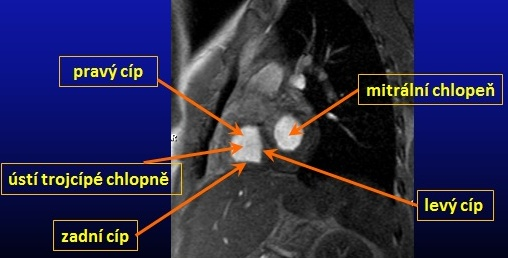 pravý cíp
mitrální chlopeň
ústí trojcípé chlopně
levý cíp
zadní cíp